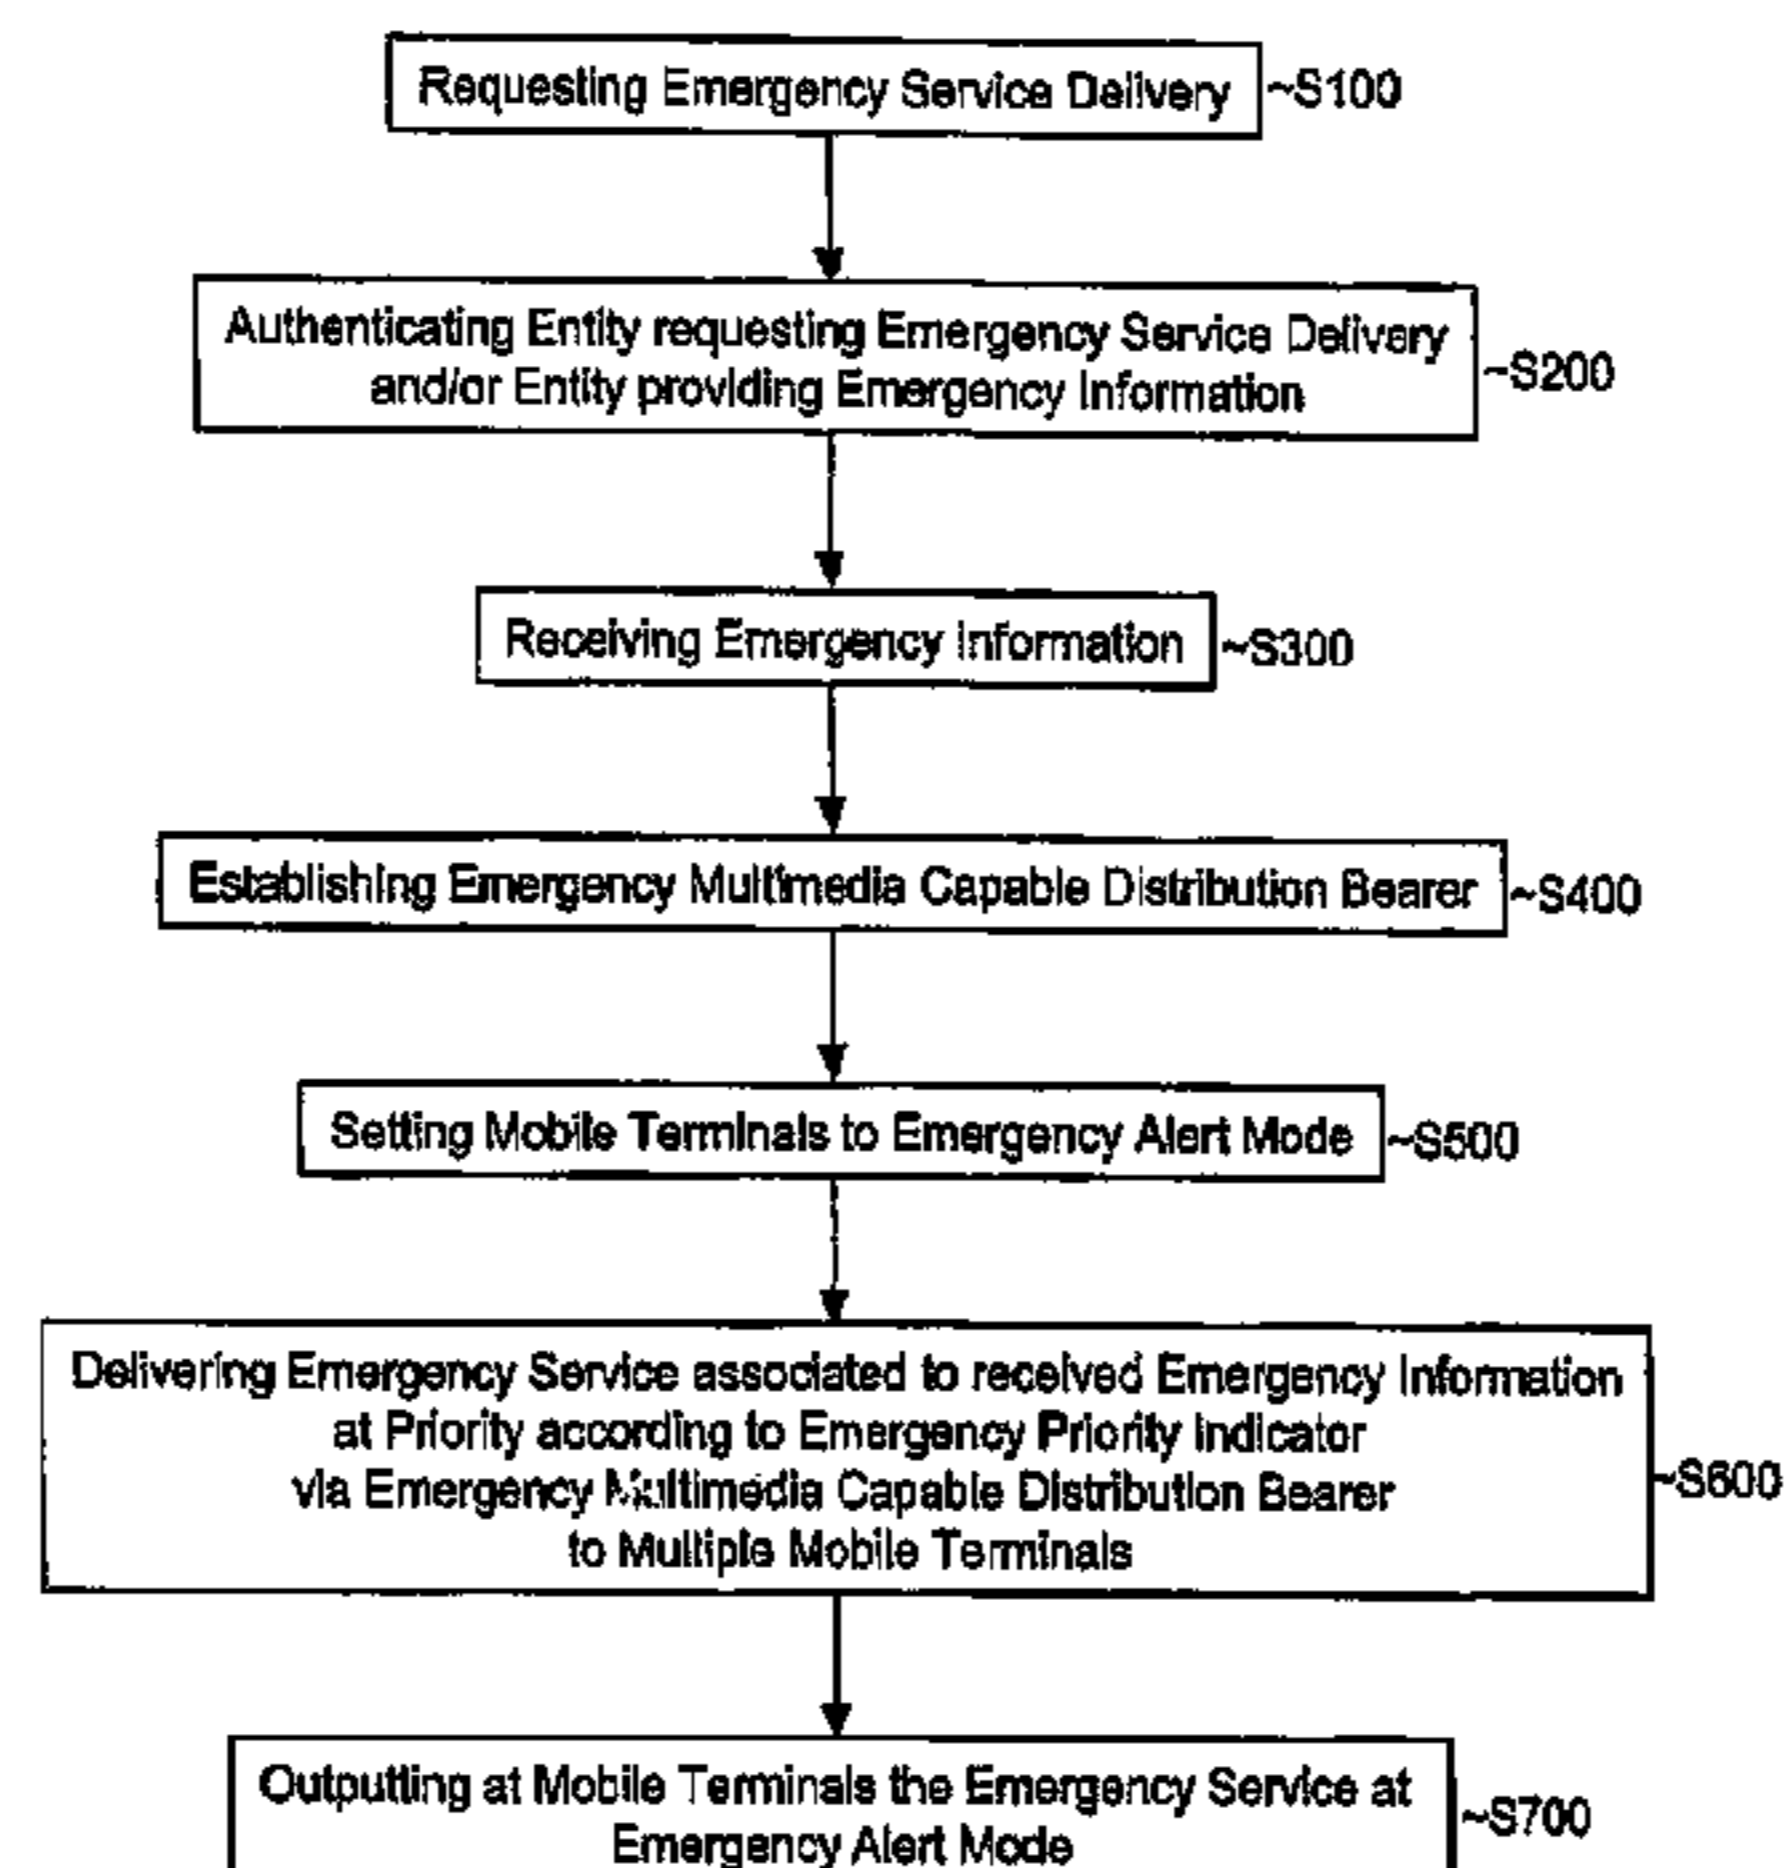 Requesting Emergency Service Delivery ~S100
Authenticating Entity requesting Emergency Service Delivery
and/or Entity providing Emergency Information
~S200
Receiving Emergency Information ~S300
Establishing Emergency Multimedia Capable Distribution Bearer ~S400
Setting Mobile Terminals to Emergency Alert Mode ~S500
Delivering Emergency Service associated to received Emergency Information
at Priority according to Emergency Priority Indicator
via Emergency Multimedia Capable Distribution Bearer
to Multiple Mobile Terminals
~S600
Outputting at Mobile Terminals the Emergency Service at
Emergency Alert Mode
~S700